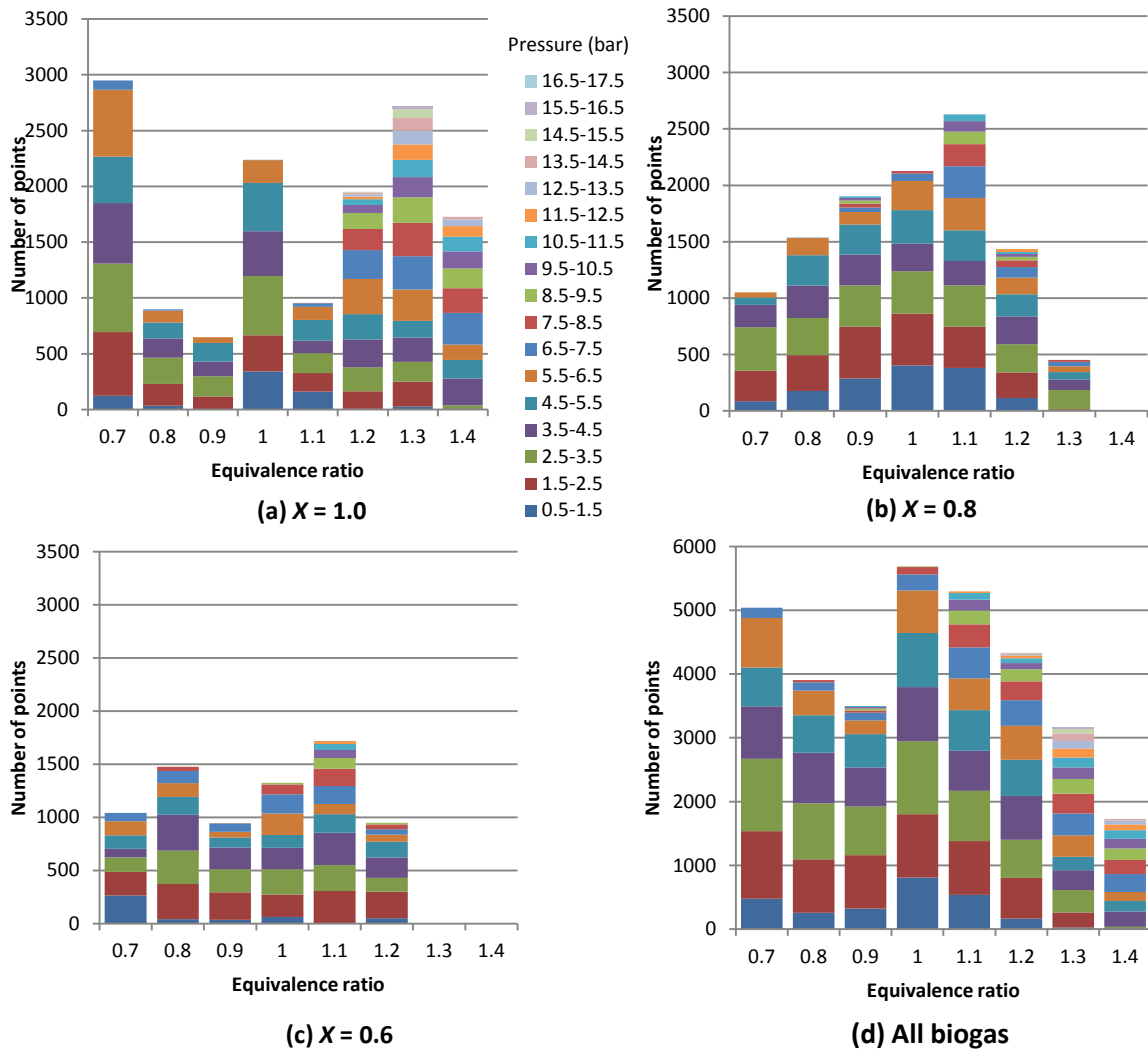 3500
3000
2500
2000
1500
1000
500
0
Number of points
0.7 0.8 0.9 1 1.1 1.2 1.3 1.4
Equivalence ratio
(a) X = 1.0
Pressure (bar)
16.5-17.5
15.5-16.5
14.5-15.5
13.5-14.5
12.5-13.5
11.5-12.5
10.5-11.5
9.5-10.5
8.5-9.5
7.5-8.5
6.5-7.5
5.5-6.5
4.5-5.5
3.5-4.5
2.5-3.5
1.5-2.5
0.5-1.5
3500
3000
2500
2000
1500
1000
500
0
Number of points
0.7 0.8 0.9 1 1.1 1.2 1.3 1.4
Equivalence ratio
(b) X = 0.8
3500
3000
2500
2000
1500
1000
500
0
Number of points
0.7 0.8 0.9 1 1.1 1.2 1.3 1.4
Equivalence ratio
(c) X = 0.6
6000
5000
4000
3000
2000
1000
0
Number of points
0.7 0.8 0.9 1 1.1 1.2 1.3 1.4
Equivalence ratio
(d) All biogas